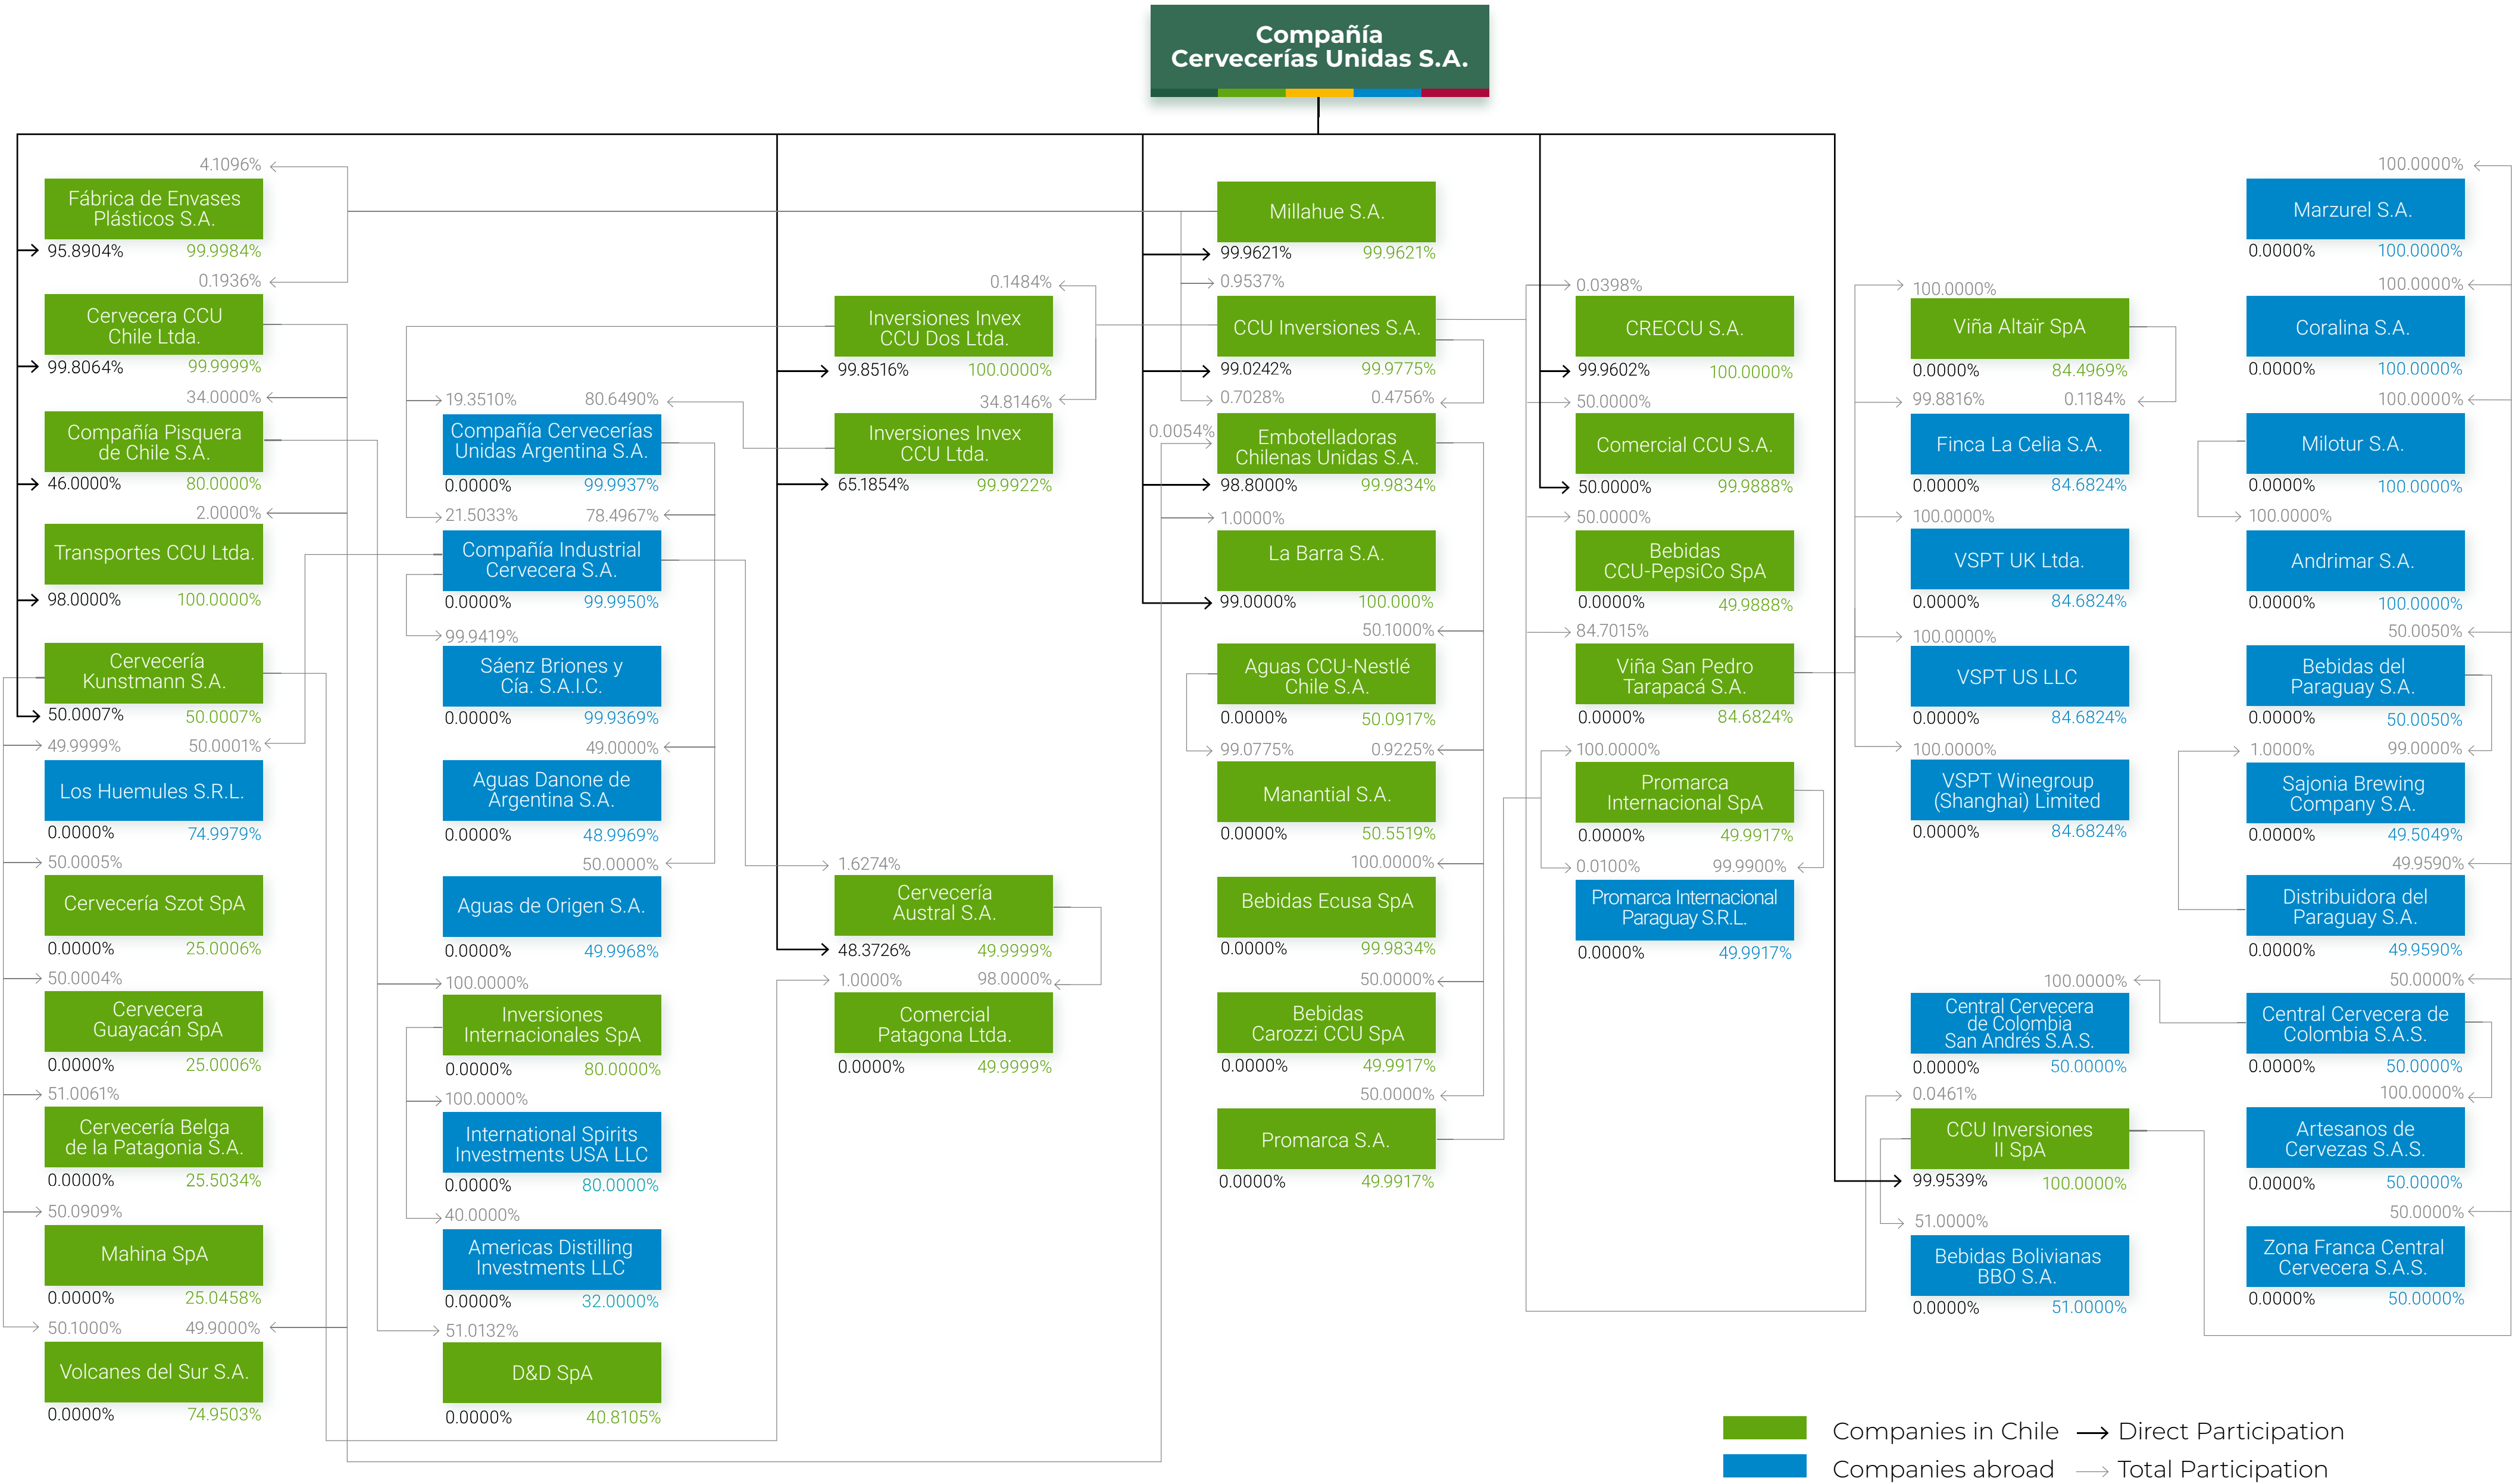 Compañía
Cervecerías Unidas S.A.
4.1096%
Fábrica de Envases
Plásticos S.A.
95.8904% 99.9984%
0.1936%
Cervecera CCU
Chile Ltda.
99.8064% 99.9999%
34.0000%
Compañía Pisquera
de Chile S.A.
46.0000% 80.0000%
2.0000%
Transportes CCU Ltda.
98.0000% 100.0000%
Cervecería
Kunstmann S.A.
50.0007% 50.0007%
49.9999% 50.0001%
Los Huemules S.R.L.
0.0000% 74.9979%
50.0005%
Cervecería Szot SpA
0.0000% 25.0006%
50.0004%
Cervecera
Guayacán SpA
0.0000% 25.0006%
51.0061%
Cervecería Belga
de la Patagonia S.A.
0.0000% 25.5034%
50.0909%
Mahina SpA
0.0000% 25.0458%
50.1000% 49.9000%
Volcanes del Sur S.A.
0.0000% 74.9503%
19.3510% 80.6490%
Compañía Cervecerías
Unidas Argentina S.A.
0.0000% 99.9937%
21.5033% 78.4967%
Compañía Industrial
Cervecera S.A.
0.0000% 99.9950%
99.9419%
Sáenz Briones y
Cía. S.A.I.C.
0.0000% 99.9369%
49.0000%
Aguas Danone de
Argentina S.A.
0.0000% 48.9969%
50.0000%
Aguas de Origen S.A.
0.0000% 49.9968%
100.0000%
Inversiones
Internacionales SpA
0.0000% 80.0000%
100.0000%
International Spirits
Investments USA LLC
0.0000% 80.0000%
40.0000%
Americas Distilling
Investments LLC
0.0000% 32.0000%
51.0132%
D&D SpA
0.0000% 40.8105%
0.1484%
Inversiones Invex
CCU Dos Ltda.
99.8516% 100.0000%
34.8146%
Inversiones Invex
CCU Ltda.
65.1854% 99.9922%
1.6274%
Cervecería
Austral S.A.
48.3726% 49.9999%
1.0000% 98.0000%
Comercial
Patagona Ltda.
0.0000% 49.9999%
Millahue S.A.
99.9621% 99.9621%
0.9537%
CCU Inversiones S.A.
99.0242% 99.9775%
0.7028% 0.4756%
0.0054%
Embotelladoras
Chilenas Unidas S.A.
98.8000% 99.9834%
1.0000%
La Barra S.A.
99.0000% 100.000%
50.1000%
Aguas CCU-Nestlé
Chile S.A.
0.0000% 50.0917%
99.0775% 0.9225%
Manantial S.A.
0.0000% 50.5519%
100.0000%
Bebidas Ecusa SpA
0.0000% 99.9834%
50.0000%
Bebidas
Carozzi CCU SpA
0.0000% 49.9917%
50.0000%
Promarca S.A.
0.0000% 49.9917%
0.0398%
CRECCU S.A.
99.9602% 100.0000%
50.0000%
Comercial CCU S.A.
50.0000% 99.9888%
50.0000%
Bebidas
CCU-PepsiCo SpA
0.0000% 49.9888%
84.7015%
Viña San Pedro
Tarapacá S.A.
0.0000% 84.6824%
100.0000%
Promarca
Internacional SpA
0.0000% 49.9917%
0.0100% 99.9900%
Promarca Internacional
Paraguay S.R.L.
0.0000% 49.9917%
100.0000%
Viña Altaïr SpA
0.0000% 84.4969%
99.8816% 0.1184%
Finca La Celia S.A.
0.0000% 84.6824%
100.0000%
VSPT UK Ltda.
0.0000% 84.6824%
100.0000%
VSPT US LLC
0.0000% 84.6824%
100.0000%
VSPT Winegroup
(Shanghai) Limited
0.0000% 84.6824%
100.0000%
Central Cervecera
de Colombia
San Andrés S.A.S.
0.0000% 50.0000%
0.0461%
CCU Inversiones
II SpA
99.9539% 100.0000%
51.0000%
Bebidas Bolivianas
BBO S.A.
0.0000% 51.0000%
100.0000%
Marzurel S.A.
0.0000% 100.0000%
100.0000%
Coralina S.A.
0.0000% 100.0000%
100.0000%
Milotur S.A.
0.0000% 100.0000%
100.0000%
Andrimar S.A.
0.0000% 100.0000%
50.0050%
Bebidas del
Paraguay S.A.
0.0000% 50.0050%
1.0000% 99.0000%
Sajonia Brewing
Company S.A.
0.0000% 49.5049%
49.9590%
Distribuidora del
Paraguay S.A.
0.0000% 49.9590%
50.0000%
Central Cervecera de
Colombia S.A.S.
0.0000% 50.0000%
100.0000%
Artesanos de
Cervezas S.A.S.
0.0000% 50.0000%
50.0000%
Zona Franca Central
Cervecera S.A.S.
0.0000% 50.0000%
Companies in Chile Direct Participation
Companies abroad Total Participation